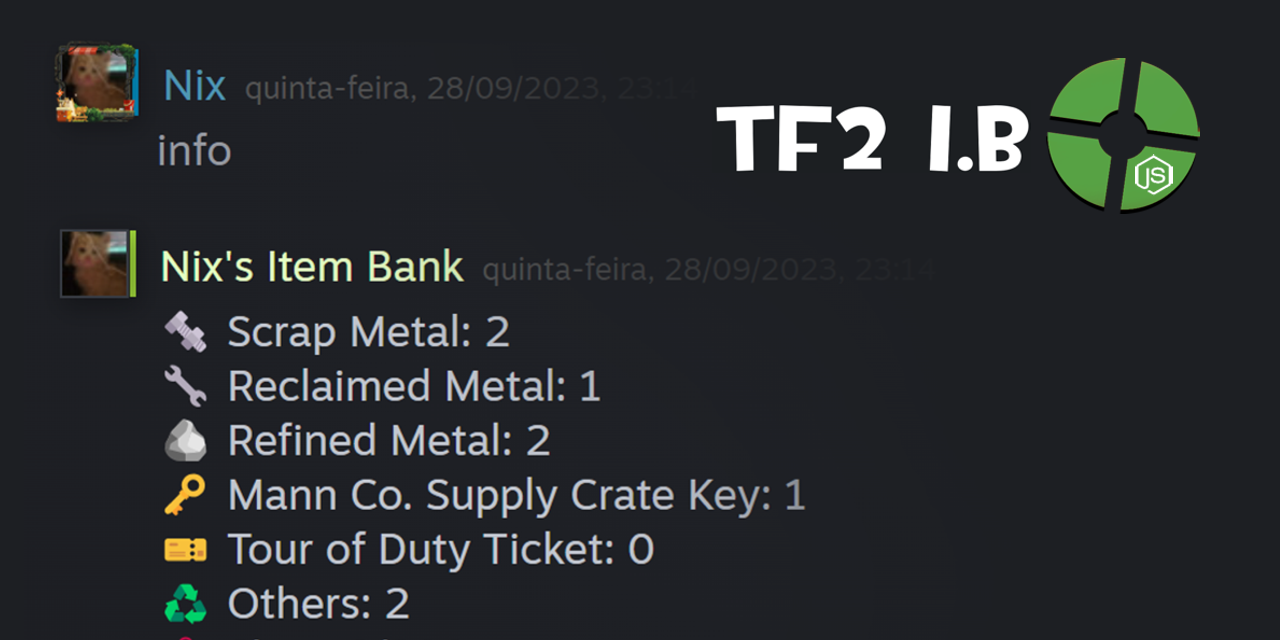 Nix quinta-feira, 28/09/2023, 23:14
info
TF2 I.B
JS
Nix's Item Bank quinta-feira, 28/09/2023, 23:14
Scrap Metal: 2
Reclaimed Metal: 1
Refined Metal: 2
Mann Co. Supply Crate Key: 1
Tour of Duty Ticket: 0
Others: 2